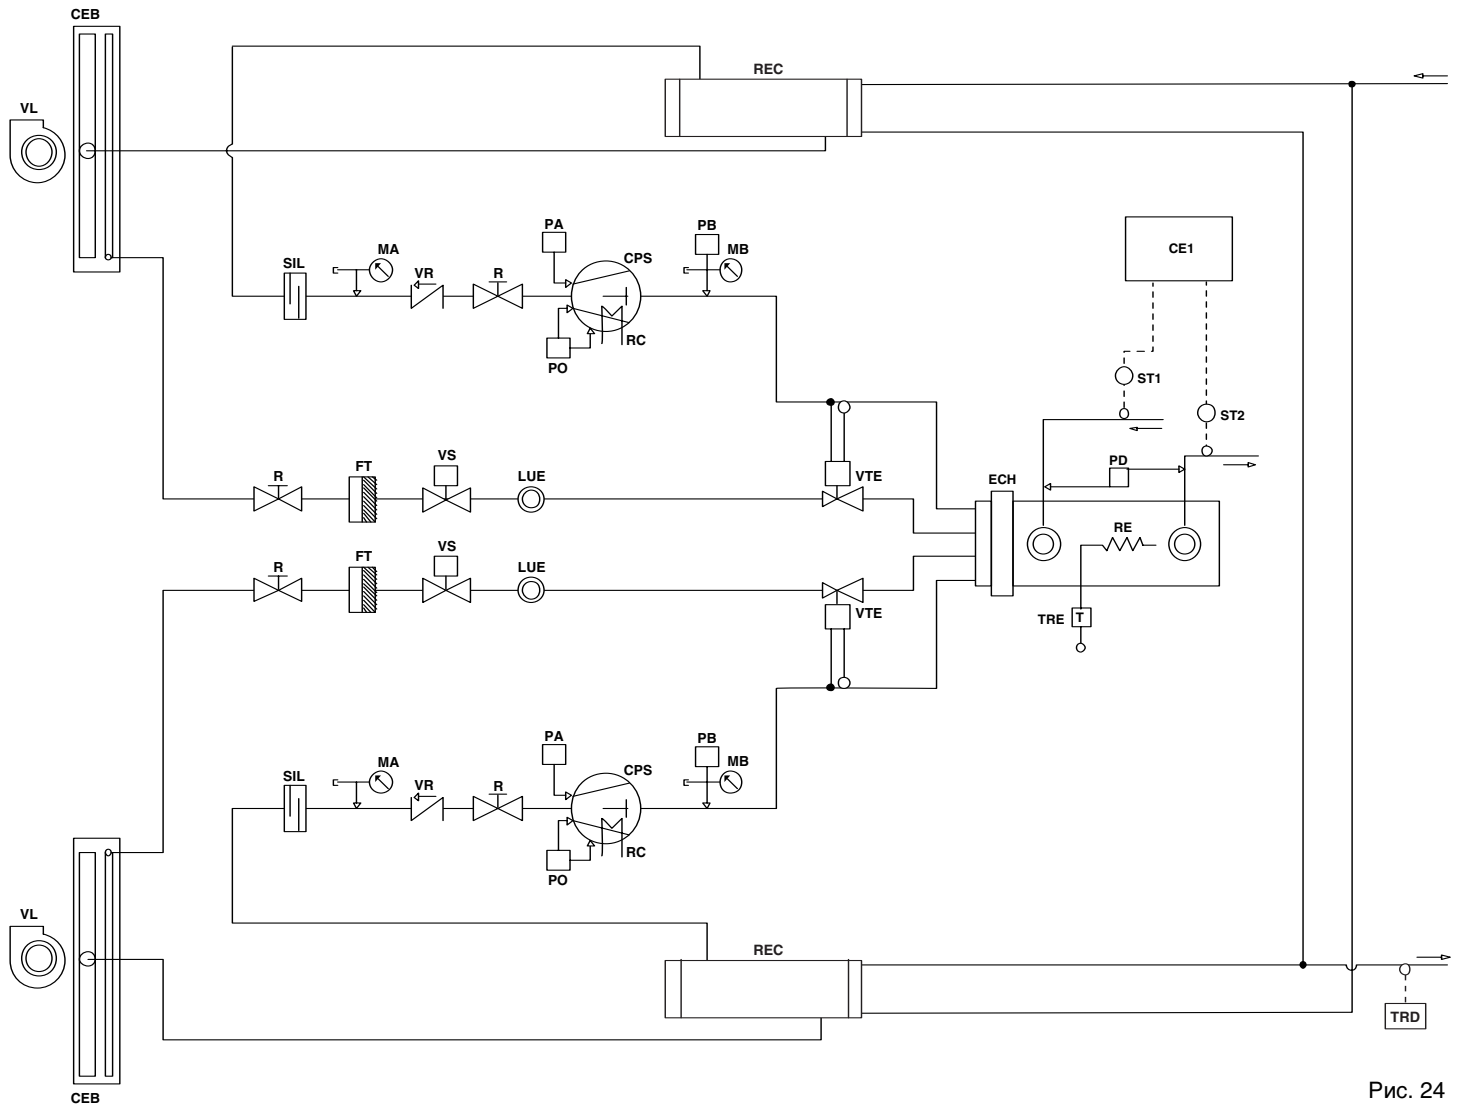 CEB
REC
VL
PA
PB
CPS
MA
MB
SIL
VR
R
RC
PO
CE1
ST1
ST2
R
FT
VS
LUE
VTE
ECH
PD
RE
R
FT
VS
LUE
VTE
TRE
T
PA
PB
CPS
MA
MB
SIL
VR
R
RC
PO
VL
REC
TRD
CEB
Рис. 24